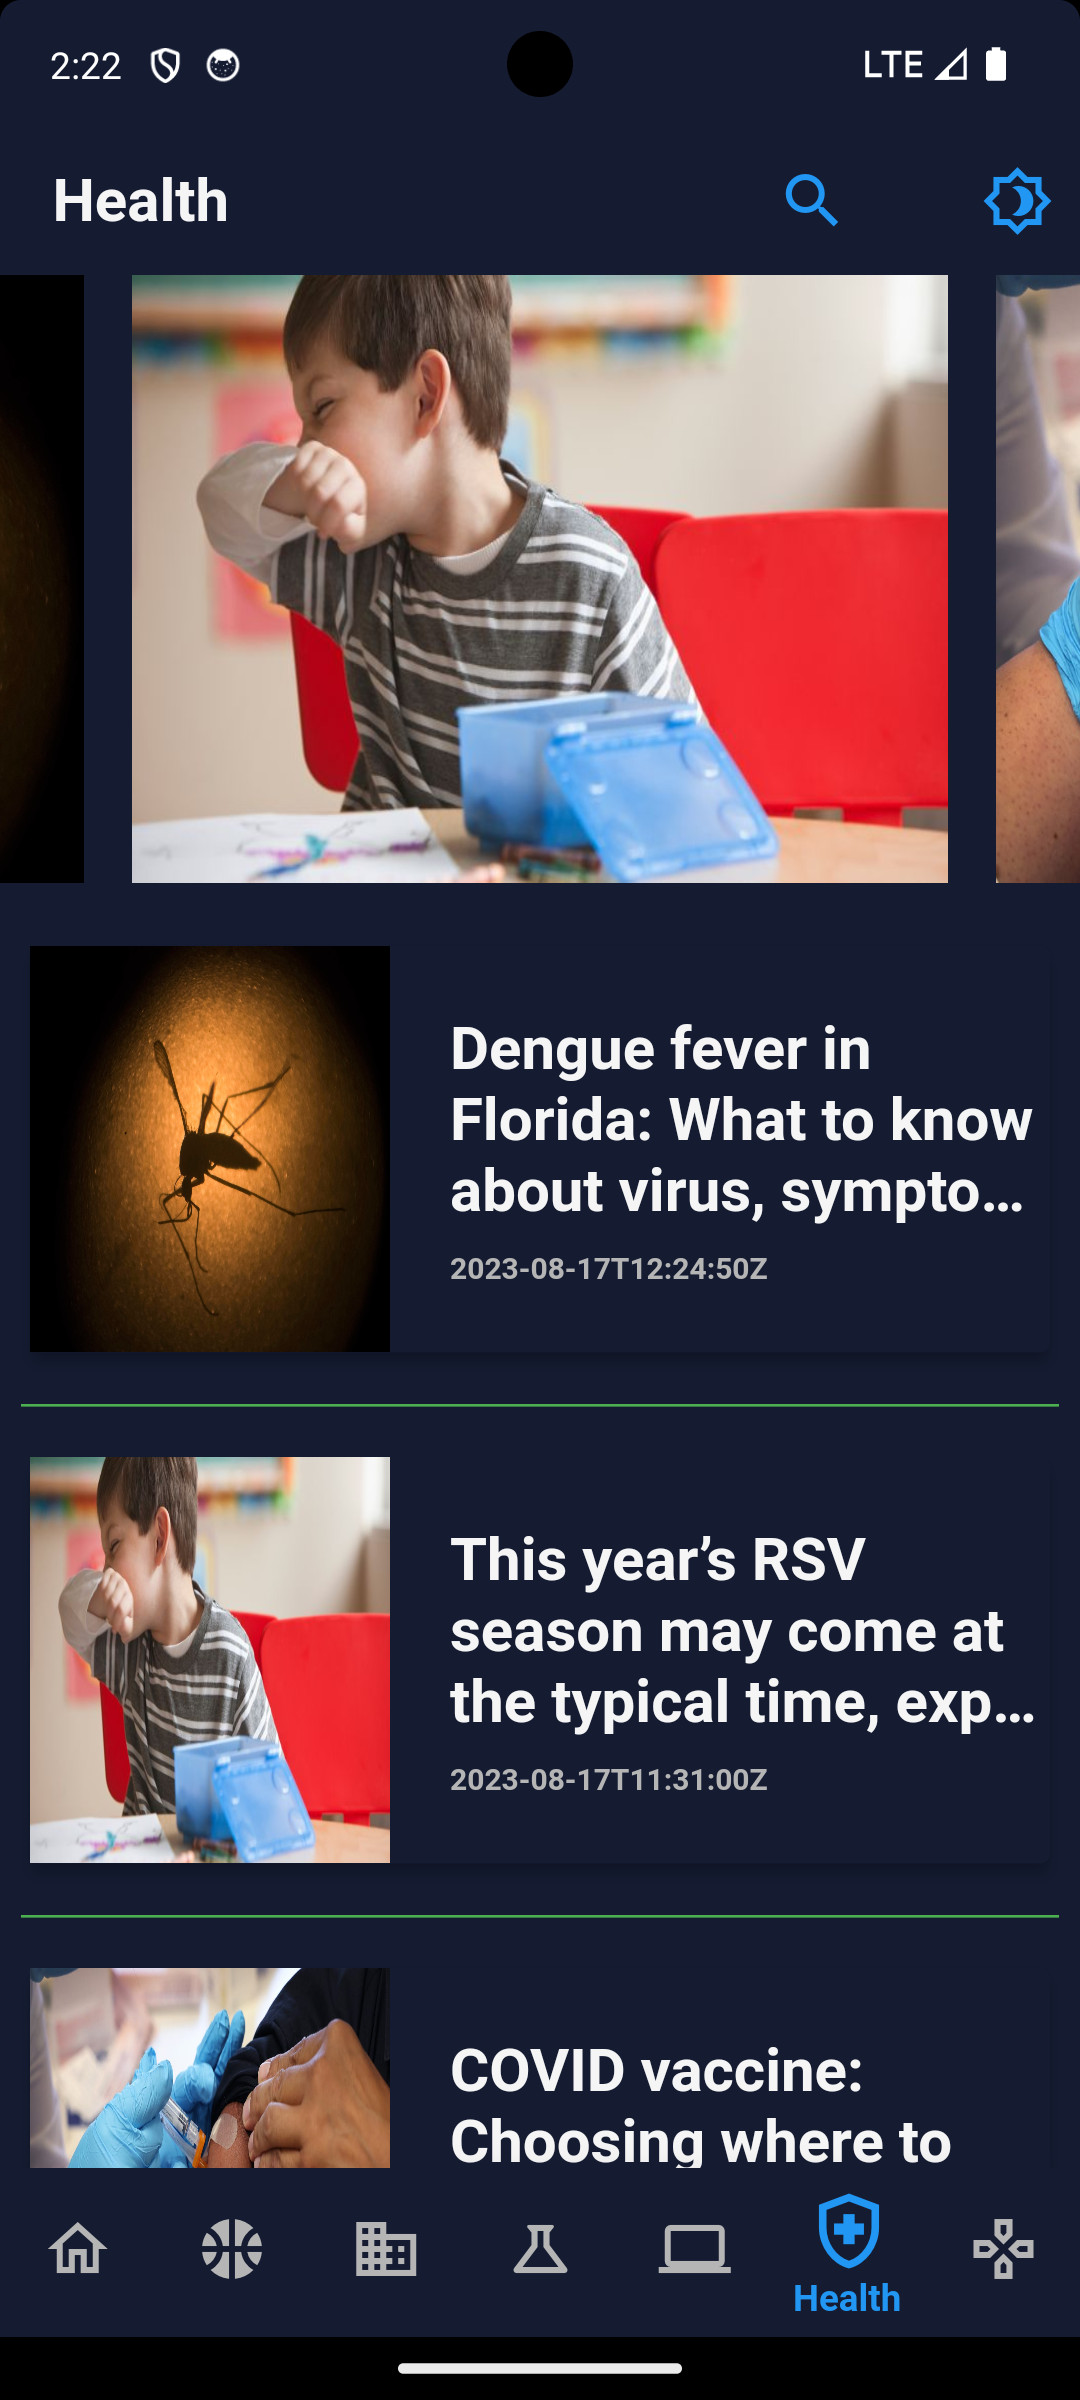 2:22
LTE
Health
Dengue fever in
Florida: What to know
about virus, sympto…
2023-08-17T12:24:50Z
This year’s RSV
season may come at
the typical time, exp…
2023-08-17T11:31:00Z
COVID vaccine:
Choosing where to
Health